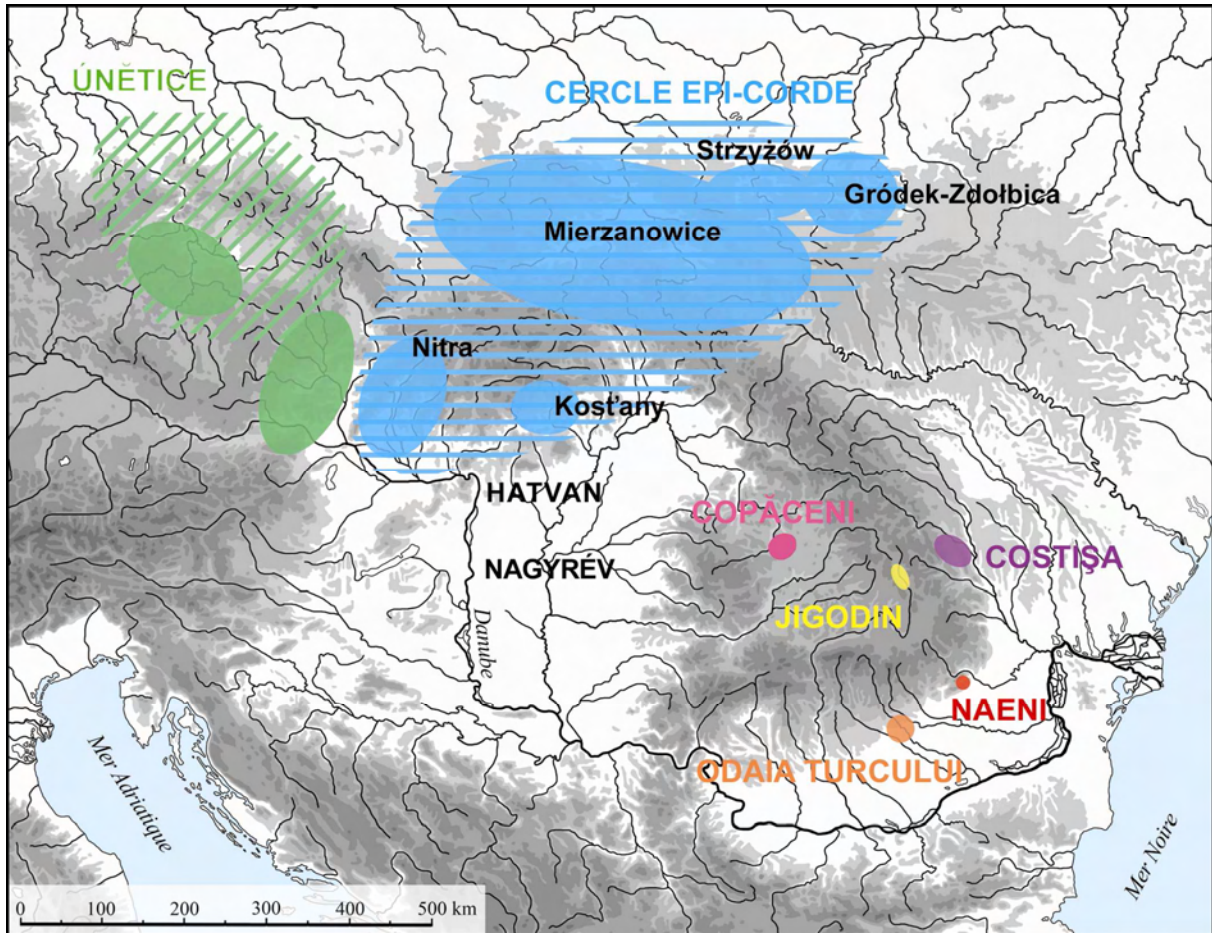 ÚNĚTICE
CERCLE EPI-CORDE
Strzyżów
Gródek-Zdołbica
Mierzanowice
Nitra
Kosťany
HATVAN
COPĂCENI
NAGYRÉV
COSTIŞA
JIGODIN
Danube
NAENI
ODAIA TURCULUI
Mer Adriatique
Mer Noire
0 100 200 300 400 500 km